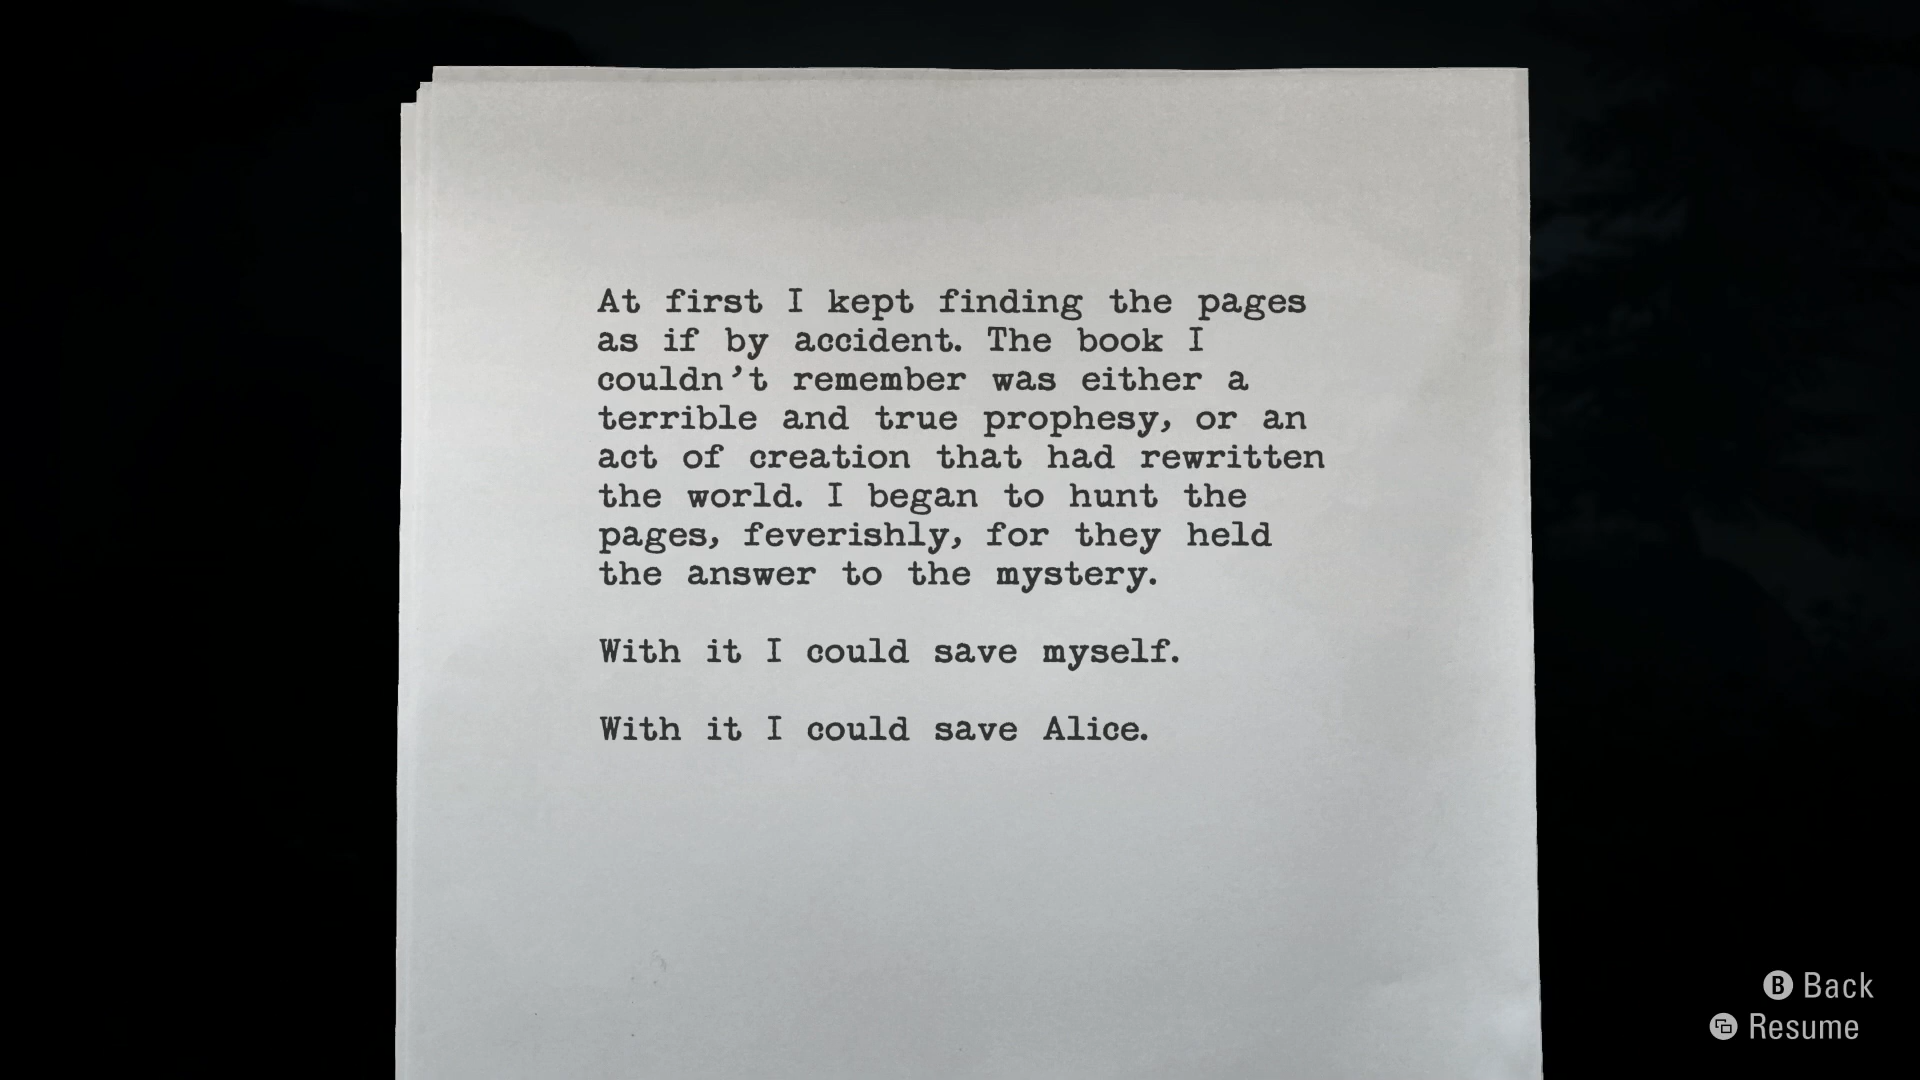 At first I kept finding the pages
as if by accident. The book I
couldn't remember was either a
terrible and true prophesy, or an
act of creation that had rewritten
the world. I began to hunt the
pages, feverishly, for they held
the answer to the mystery.
With it I could save myself.
With it I could save Alice.
B Back
Resume